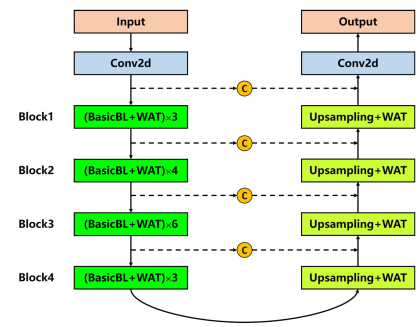 Input
Output
Conv2d
Conv2d
C
Block1
(BasicBL+WAT)×3
Upsampling+WAT
C
Block2
(BasicBL+WAT)×4
Upsampling+WAT
C
Block3
(BasicBL+WAT)×6
Upsampling+WAT
C
Block4
(BasicBL+WAT)×3
Upsampling+WAT